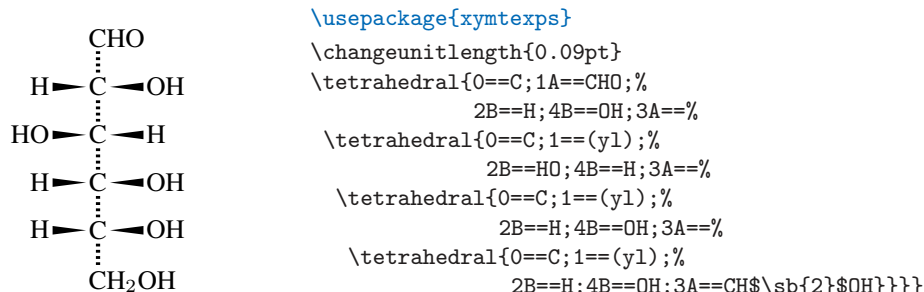 CHO
H C OH
HO C H
H C OH
H C OH
CH2OH
\usepackage{xymtexps}
\changeunitlength{0.09pt}
\tetrahedral{0==C;1A==CHO;%
2B==H;4B==OH;3A==%
\tetrahedral{0==C;1==(yl);%
2B==HO;4B==H;3A==%
\tetrahedral{0==C;1==(yl);%
2B==H;4B==OH;3A==%
\tetrahedral{0==C;1==(yl);%
2B==H;4B==OH;3A==CH$\sb{2}$OH}}}}